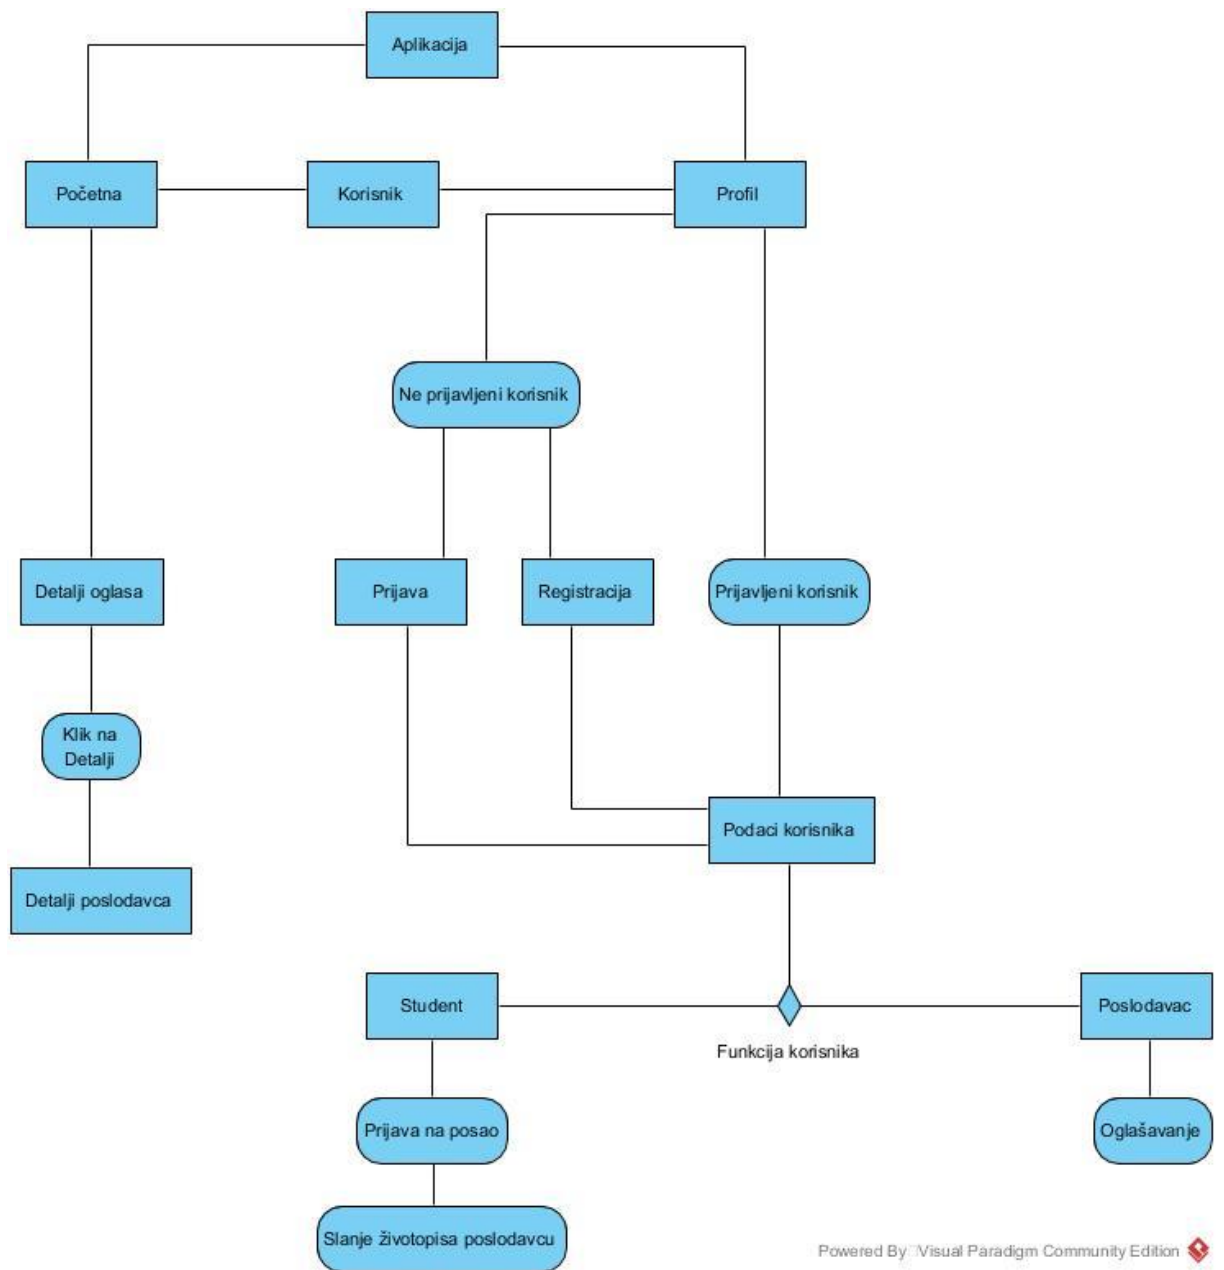 Aplikacija
Početna
Korisnik
Profil
Ne prijavljeni korisnik
Detalji oglasa
Prijava
Registracija
Prijavljeni korisnik
Klik na
Detalji
Podaci korisnika
Detalji poslodavca
Student
Poslodavac
Funkcija korisnika
Prijava na posao
Oglašavanje
Slanje životopisa poslodavcu
Powered By Visual Paradigm Community Edition